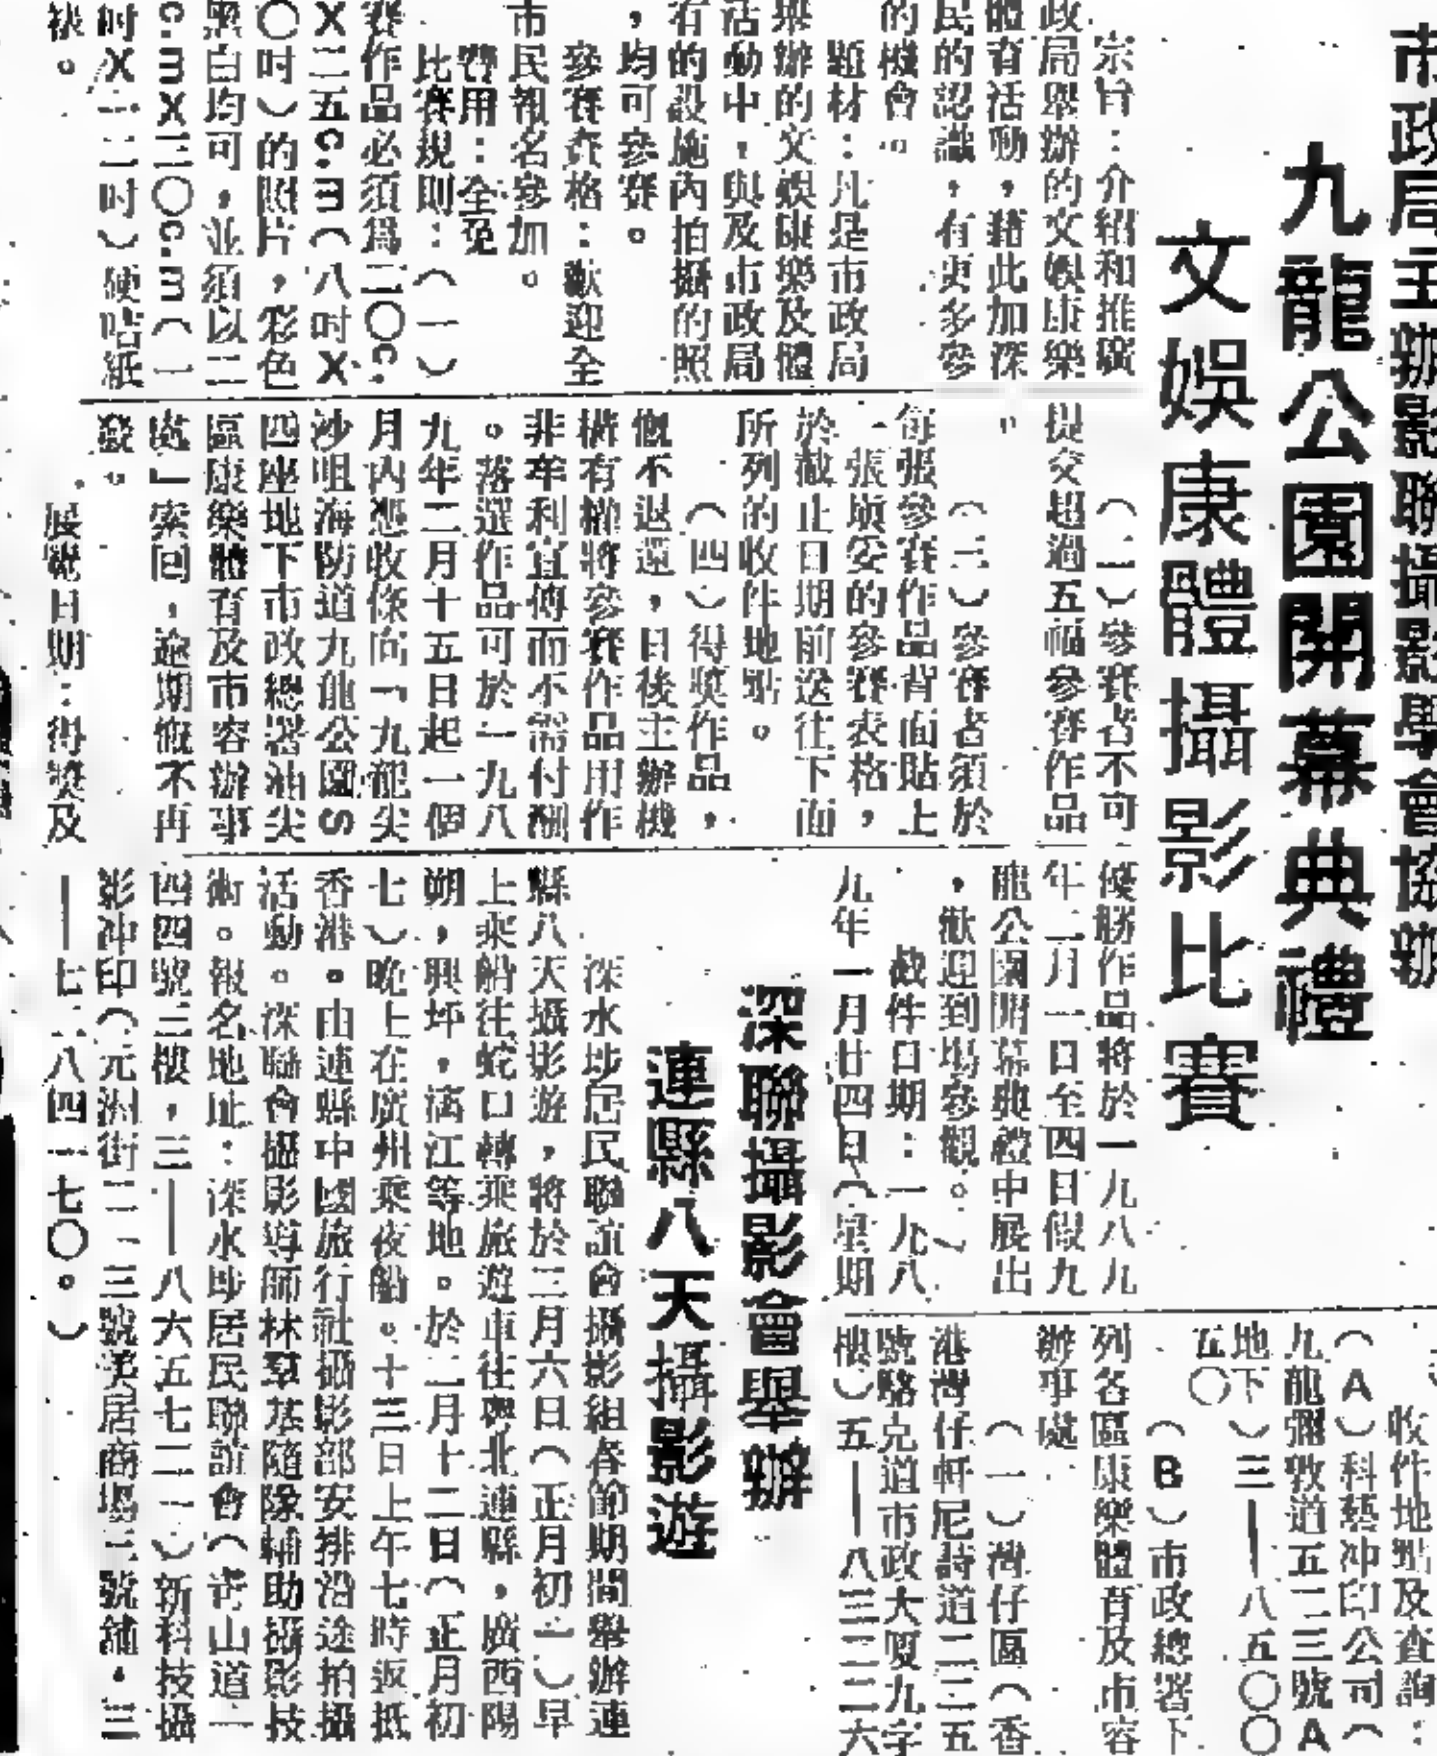 市政局主辦影聯攝影學會協辦
九龍公園開幕典禮
文娛康體攝影比賽
宗旨：介紹和推廣
政局舉辦的文娛康樂
體育活動，藉此加深
民的認識，有更多參
的機會。
題材：凡是市政局
舉辦的文娛康樂及體
活動中，與及市政局
有的設施內拍攝的照
，均可參賽。
參賽資格：歡迎全
市民報名參加。
費用：全免
比賽規則：（一）
賽作品必須為二〇c.
X二五c.m（八吋X
〇吋）的照片，彩色
黑白均可，並須以二
c.mX三〇c.m（一
吋X一二吋）硬咭紙
裱。
（二）參賽者不可
提交超過五幅參賽作品
。
（三）參賽者須於
每張參賽作品背面貼上
一張填妥的參賽表格，
於截止日期前送往下面
所列的收件地點。
（四）得獎作品，
慨不退還，日後主辦機
構有權將參賽作品用作
非牟利宣傳而不需付酬
。落選作品可於一九八
九年二月十五日起一個
月內憑收條向「九龍尖
沙咀海防道九龍公園S
四座地下市政總署油尖
區康樂體育及市容辦事
處」索回，逾期慨不再
發。
展覽日期：得獎及
優勝作品將於一九八九
年二月一日至四日假九
龍公園開幕典禮中展出
，歡迎到場參觀。
截件日期：一九八
九年一月廿四日（星期
收件地點及查詢：
（A）科藝冲印公司（
九龍彌敦道五二三號A
地下）三——八五〇〇
五〇
（B）市政總署下
列各區康樂體育及市容
辦事處
（一）灣仔區（香
港灣仔軒尼詩道二二五
號駱克道市政大厦九字
樓）五——八三二二六
深聯攝影會舉辦
連縣八天攝影遊
深水埗居民聯誼會攝影組春節期間舉辦連
縣八天攝影遊，將於二月六日（正月初一）早
上乘船往蛇口轉乘旅遊車往粵北連縣，廣西陽
朔，興坪，漓江等地。於二月十二日（正月初
七）晚上在廣州乘夜船。十三日上午七時返抵
香港。由連縣中國旅行社攝影部安排沿途拍攝
活動。深聯會攝影導師林羣基隨隊輔助攝影技
術。報名地址：深水埗居民聯誼會（青山道一
四四號三樓，三——八六五七二一）新科技攝
影冲印（元洲街二一三號美居商場三號舖．三
——七二八四一七〇。）